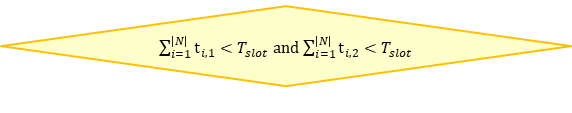 ∑_{i=1}^{|N|} t_{i,1} < T_{slot} and ∑_{i=1}^{|N|} t_{i,2} < T_{slot}